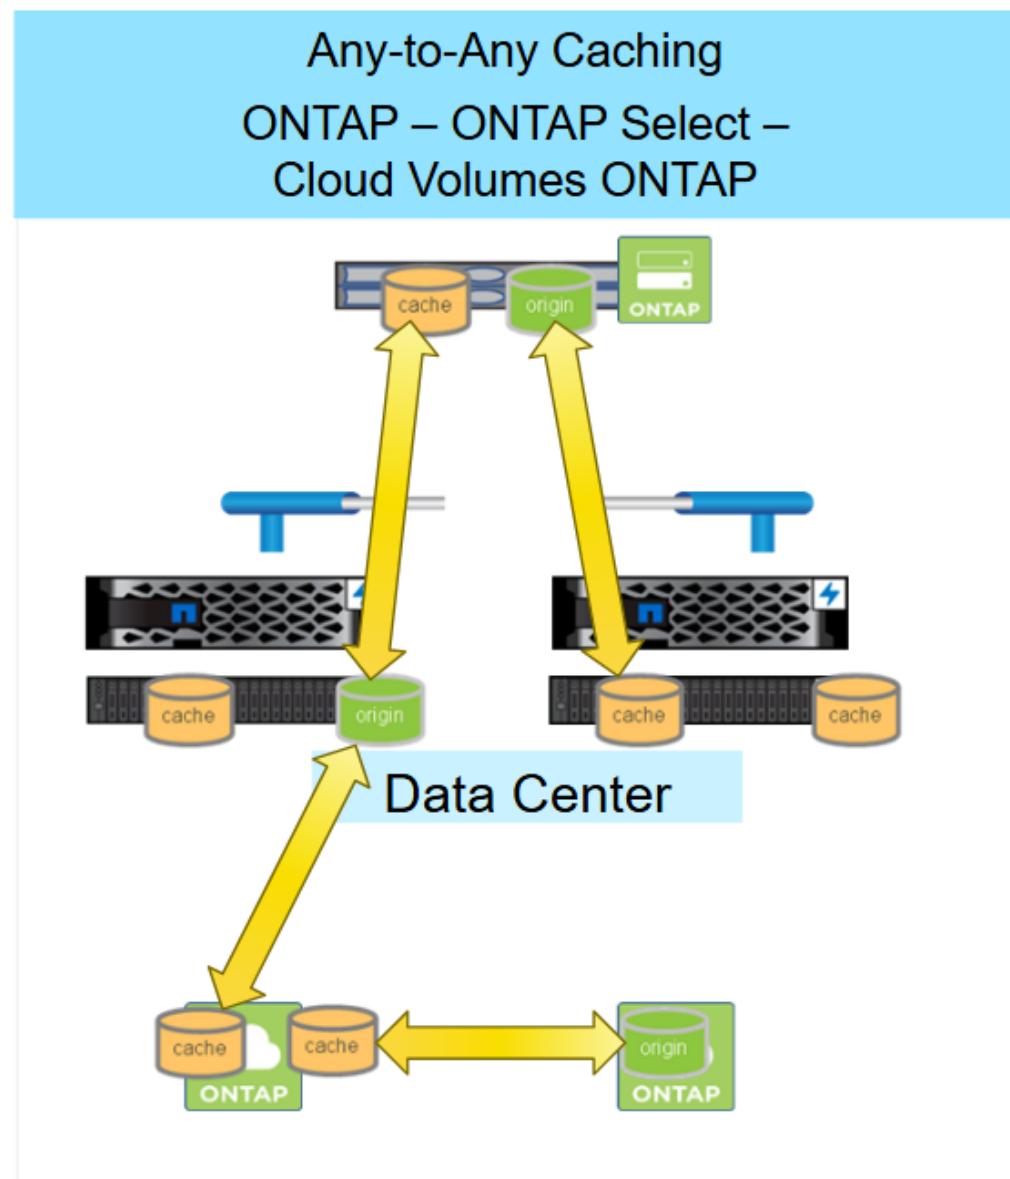 Any-to-Any Caching
ONTAP – ONTAP Select –
Cloud Volumes ONTAP
cache
origin
ONTAP
cache
origin
cache
cache
Data Center
cache
cache
origin
ONTAP
ONTAP